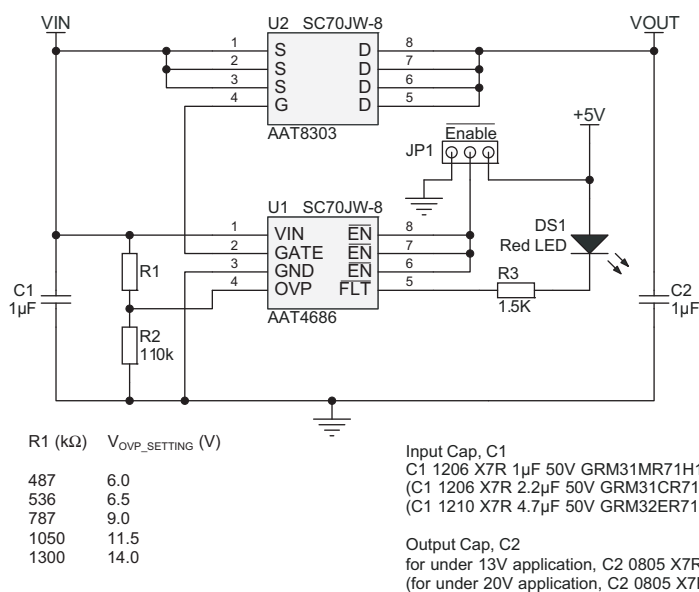 VIN
U2 SC70JW-8
VOUT
1 S D 8
2 S D 7
3 S D 6
4 G D 5
AAT8303
+5V
Enable
JP1
U1 SC70JW-8
1 VIN EN 8
2 GATE EN 7
3 GND EN 6
4 OVP FLT 5
AAT4686
DS1
Red LED
R1
R3
1.5K
C1
1µF
C2
1µF
R2
110k
R1 (kΩ) VOVP_SETTING (V)
487 6.0
536 6.5
787 9.0
1050 11.5
1300 14.0
Input Cap, C1
C1 1206 X7R 1µF 50V GRM31MR71H1
(C1 1206 X7R 2.2µF 50V GRM31CR71
(C1 1210 X7R 4.7µF 50V GRM32ER71
Output Cap, C2
for under 13V application, C2 0805 X7R
(for under 20V application, C2 0805 X7